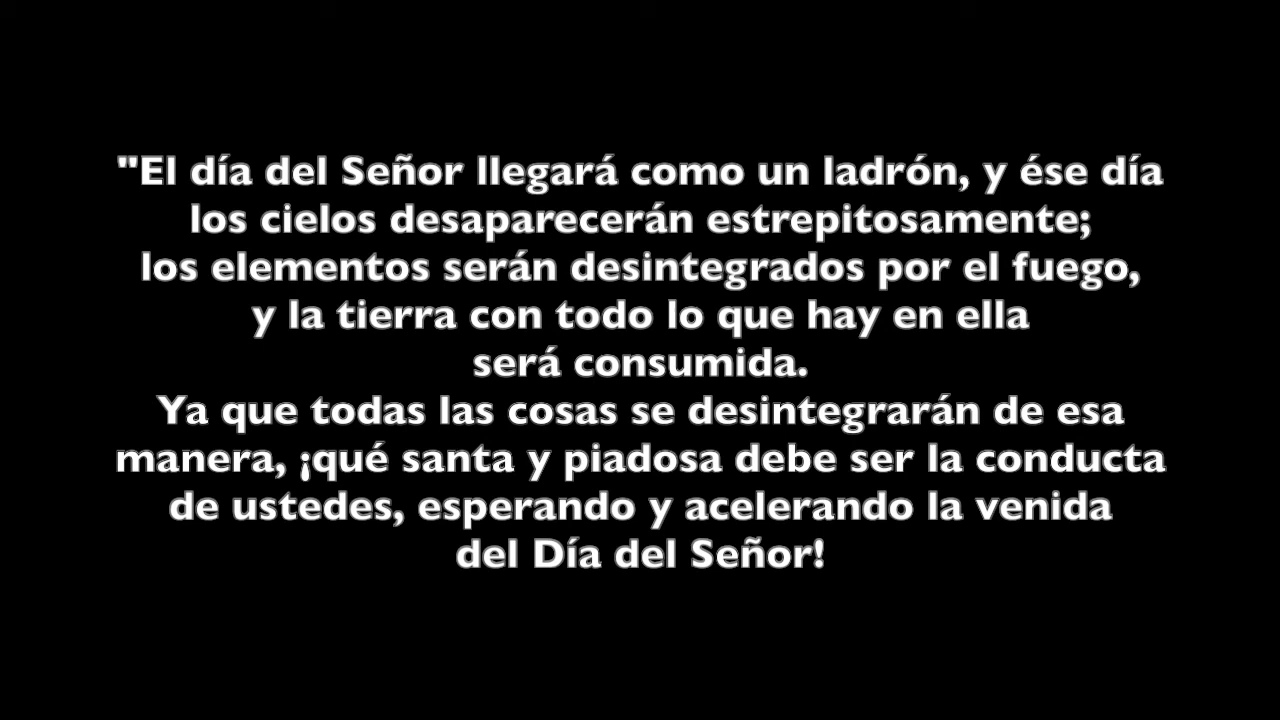 "El día del Señor llegará como un ladrón, y ése día
los cielos desaparecerán estrepitosamente;
los elementos serán desintegrados por el fuego,
y la tierra con todo lo que hay en ella
será consumida.
Ya que todas las cosas se desintegrarán de esa
manera, ¡qué santa y piadosa debe ser la conducta
de ustedes, esperando y acelerando la venida
del Día del Señor!